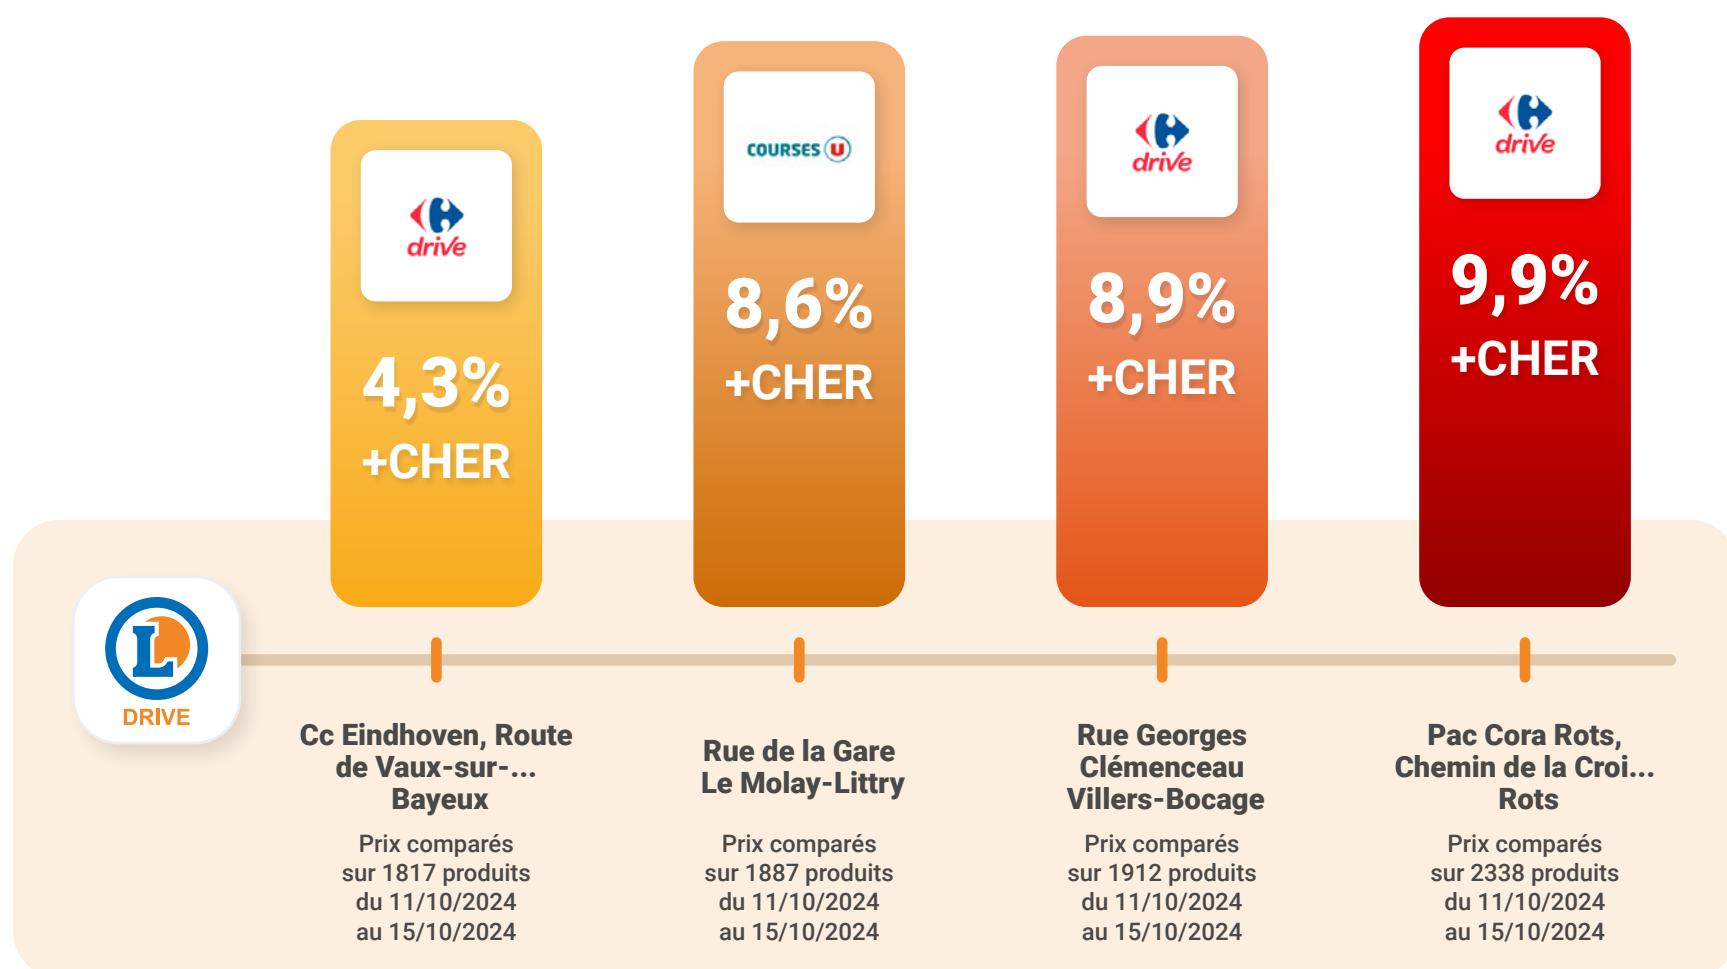 drive
4,3%
+CHER
COURSES U
8,6%
+CHER
drive
8,9%
+CHER
drive
9,9%
+CHER
L
DRIVE
Cc Eindhoven, Route
de Vaux-sur-...
Bayeux
Prix comparés
sur 1817 produits
du 11/10/2024
au 15/10/2024
Rue de la Gare
Le Molay-Littry
Prix comparés
sur 1887 produits
du 11/10/2024
au 15/10/2024
Rue Georges
Clémenceau
Villers-Bocage
Prix comparés
sur 1912 produits
du 11/10/2024
au 15/10/2024
Pac Cora Rots,
Chemin de la Croi...
Rots
Prix comparés
sur 2338 produits
du 11/10/2024
au 15/10/2024